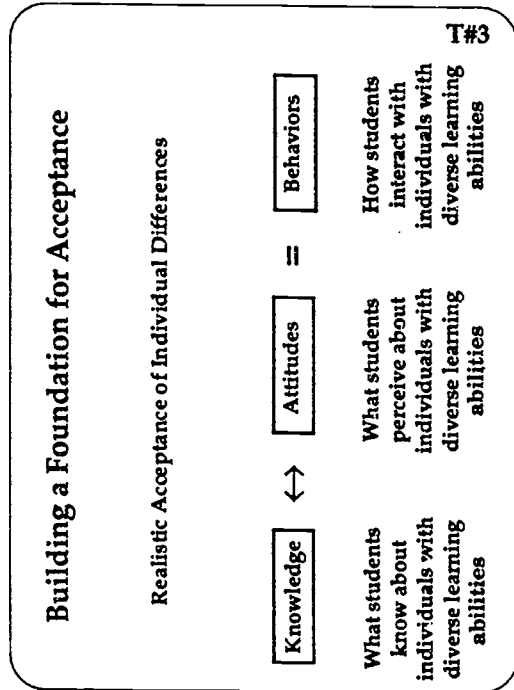 Building a Foundation for Acceptance
Realistic Acceptance of Individual Differences
Knowledge ↔ Attitudes = Behaviors
What students
know about
individuals with
diverse learning
abilities
What students
perceive about
individuals with
diverse learning
abilities
How students
interact with
individuals with
diverse learning
abilities
T#3